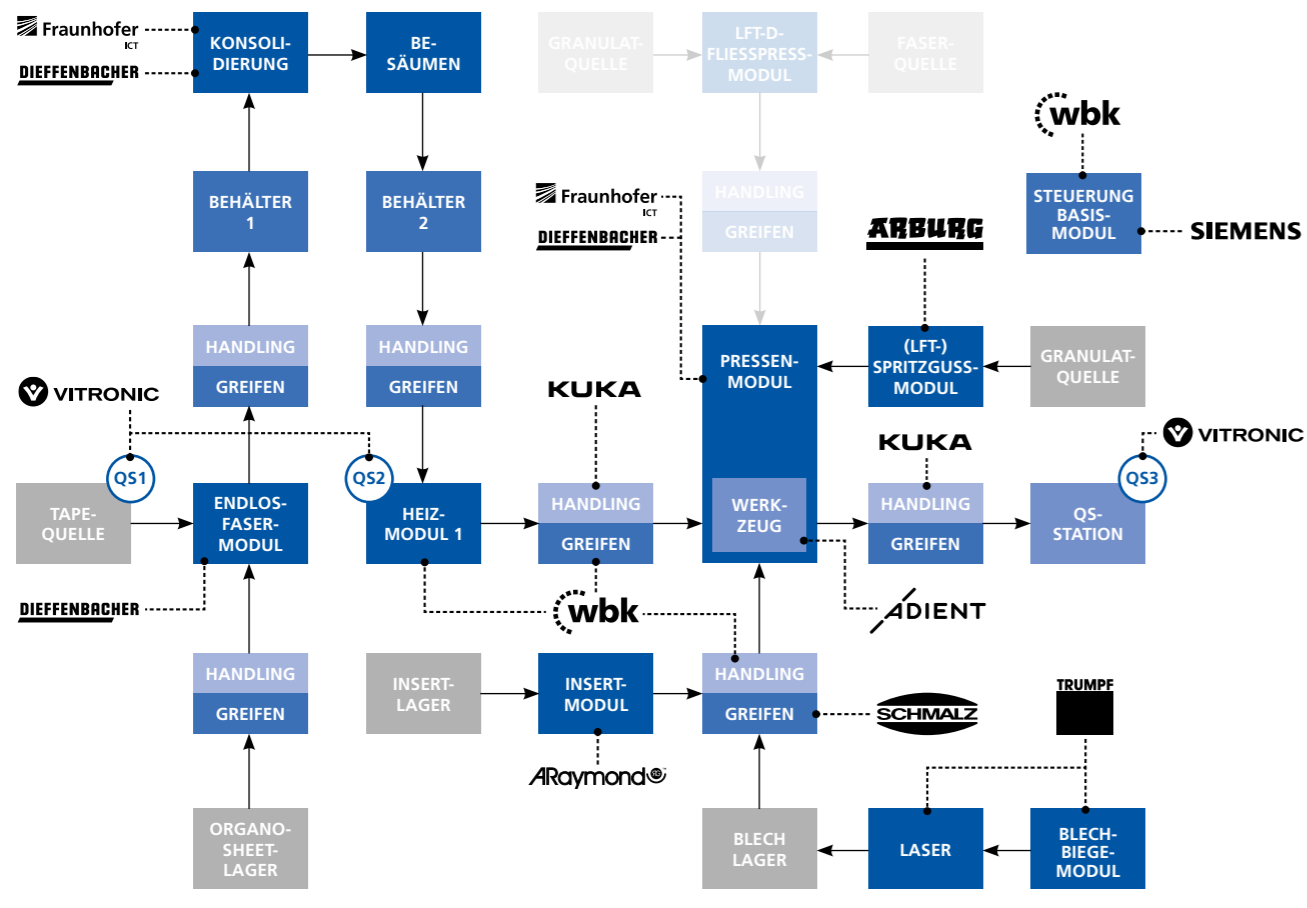 Fraunhofer
ICT
DIEFFENBACHER
KONSOLI-
DIERUNG
BE-
SÄUMEN
GRANULAT-
QUELLE
LFT-D-
FLIESSPRESS-
MODUL
FASER-
QUELLE
wbk
BEHÄLTER
1
BEHÄLTER
2
Fraunhofer
ICT
DIEFFENBACHER
HANDLING
GREIFEN
ARBURG
STEUERUNG
BASIS-
MODUL
SIEMENS
HANDLING
GREIFEN
HANDLING
GREIFEN
PRESSEN-
MODUL
(LFT-)
SPRITZGUSS-
MODUL
GRANULAT-
QUELLE
VITRONIC
KUKA
KUKA
VITRONIC
QS1
QS2
QS3
TAPE-
QUELLE
ENDLOS-
FASER-
MODUL
HEIZ-
MODUL 1
HANDLING
GREIFEN
WERK-
ZEUG
HANDLING
GREIFEN
QS-
STATION
DIEFFENBACHER
wbk
ADIENT
HANDLING
GREIFEN
INSERT-
LAGER
INSERT-
MODUL
HANDLING
GREIFEN
SCHMALZ
TRUMPF
ARaymond
ORGANO-
SHEET-
LAGER
BLECH
LAGER
LASER
BLECH-
BIEGE-
MODUL